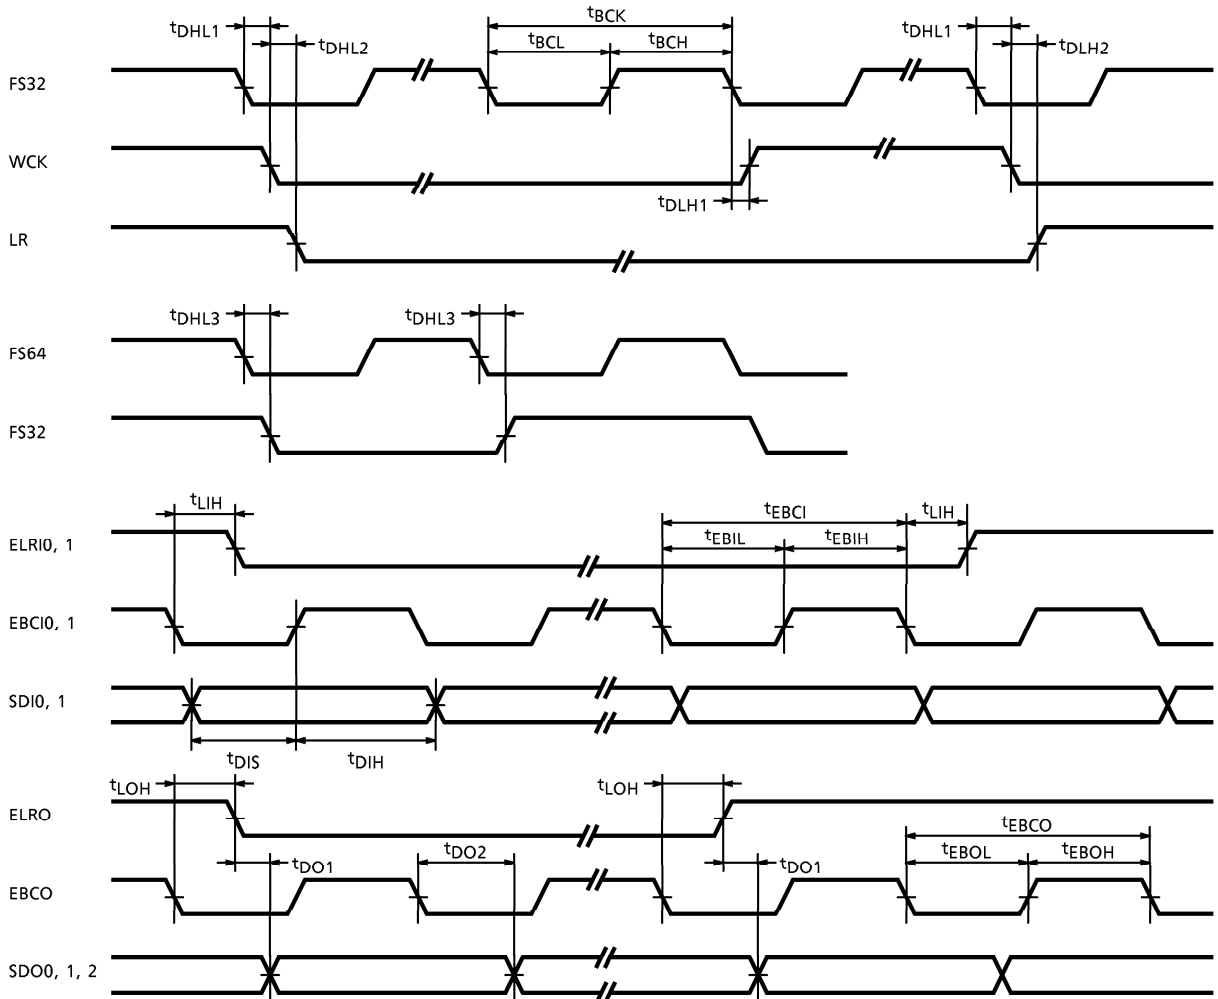 tBCK
tDHL1 tDHL2 tBCL tBCH tDHL1 tDLH2
FS32
WCK
tDLH1
LR
tDHL3 tDHL3
FS64
FS32
tLIH tEBCI tLIH
tEBIL tEBIH
ELRI0, 1
EBCI0, 1
SDI0, 1
tDIS tDIH
tLOH tLOH
ELRO
tEBCO
tDO1 tDO2 tDO1 tEBOL tEBOH
EBCO
SDO0, 1, 2